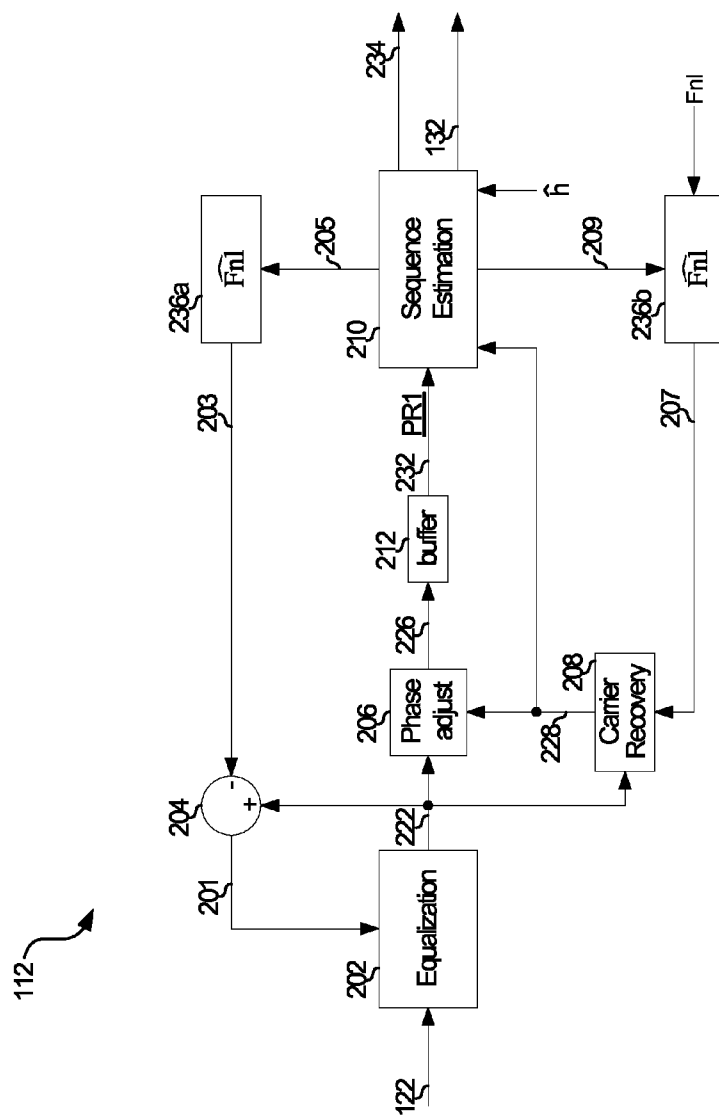 112
122
202
Equalization
201
204
-
+
222
206
Phase
adjust
208
Carrier
Recovery
228
226
212
buffer
232
PR1
203
236a
F̂nl
205
210
Sequence
Estimation
ĥ
209
207
236b
F̂nl
Fnl
234
132